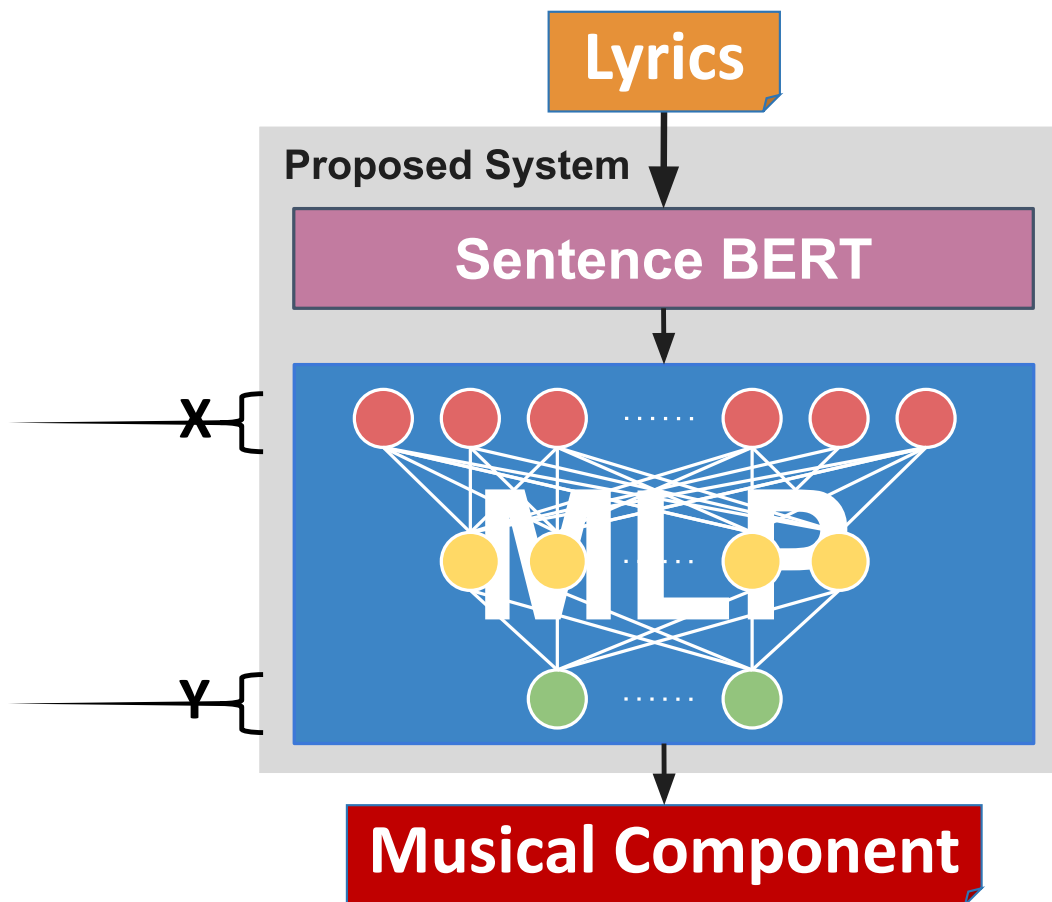 Lyrics
Proposed System
Sentence BERT
X
MLP
Y
Musical Component